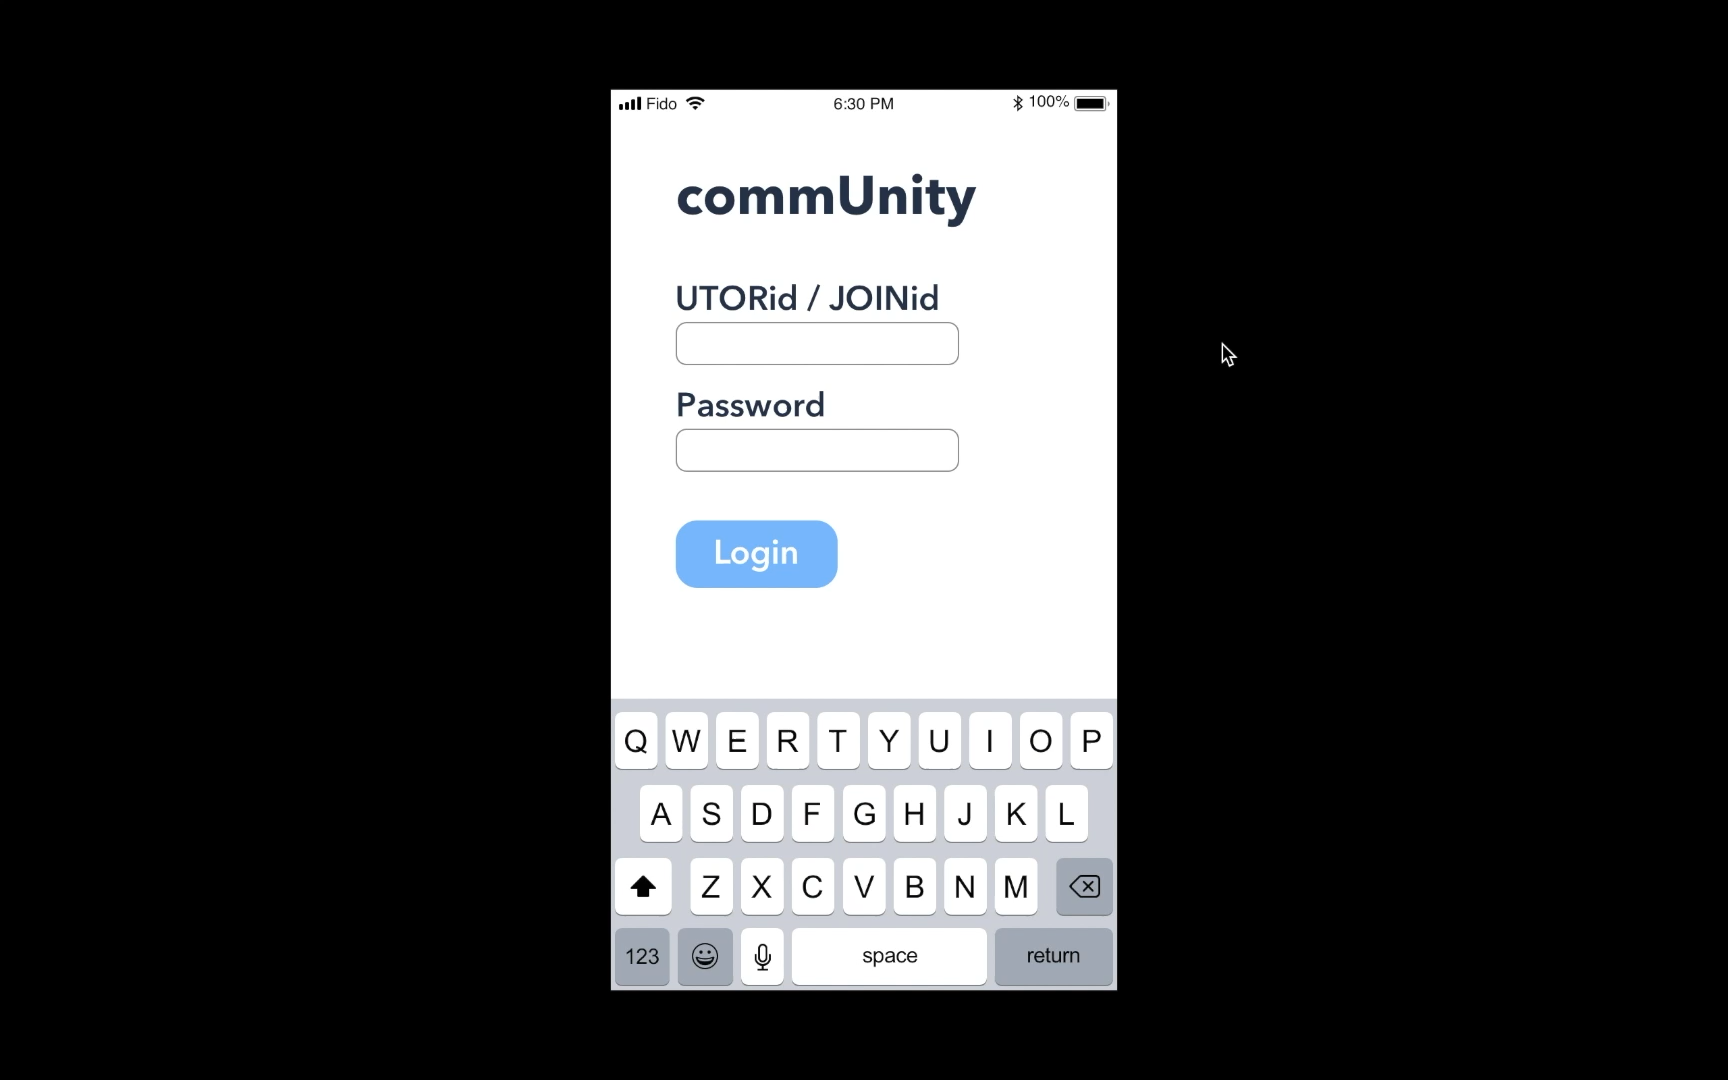 Fido 6:30 PM 100%
commUnity
UTORid / JOINid
Password
Login
Q W E R T Y U I O P
A S D F G H J K L
Z X C V B N M
123 space return